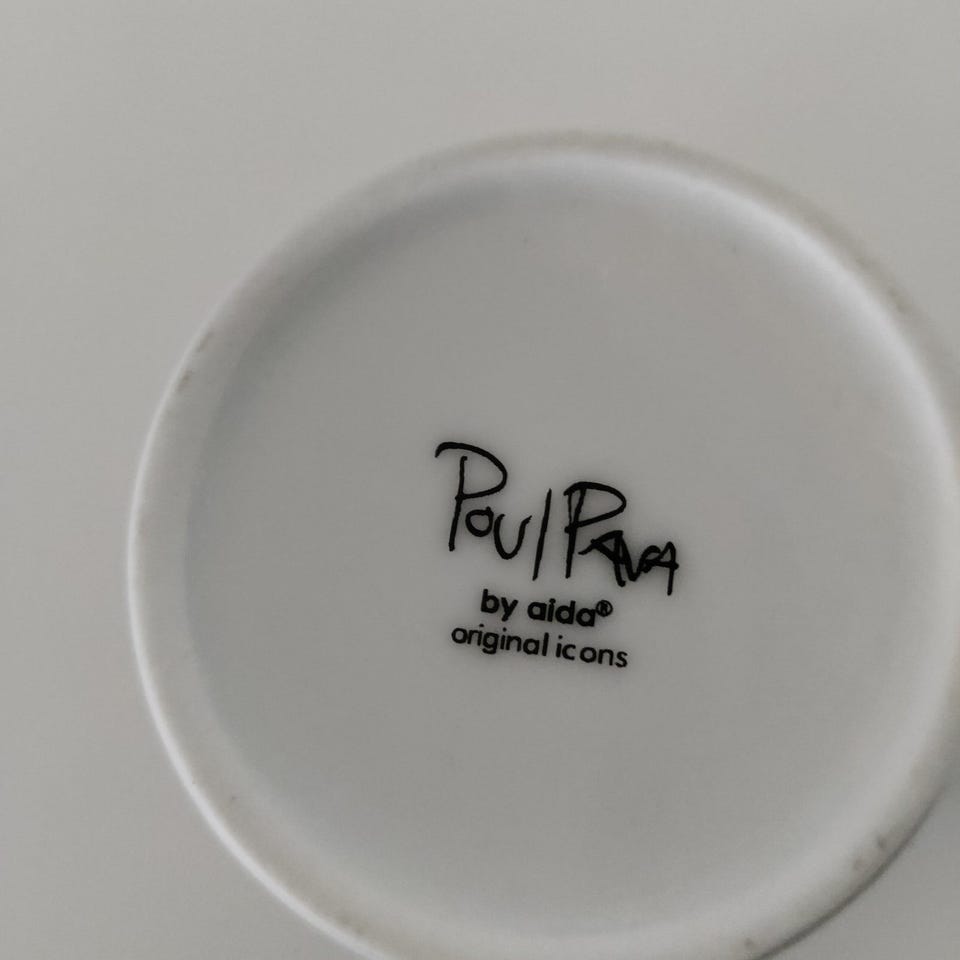 Poul Pava
by aida®
original icons